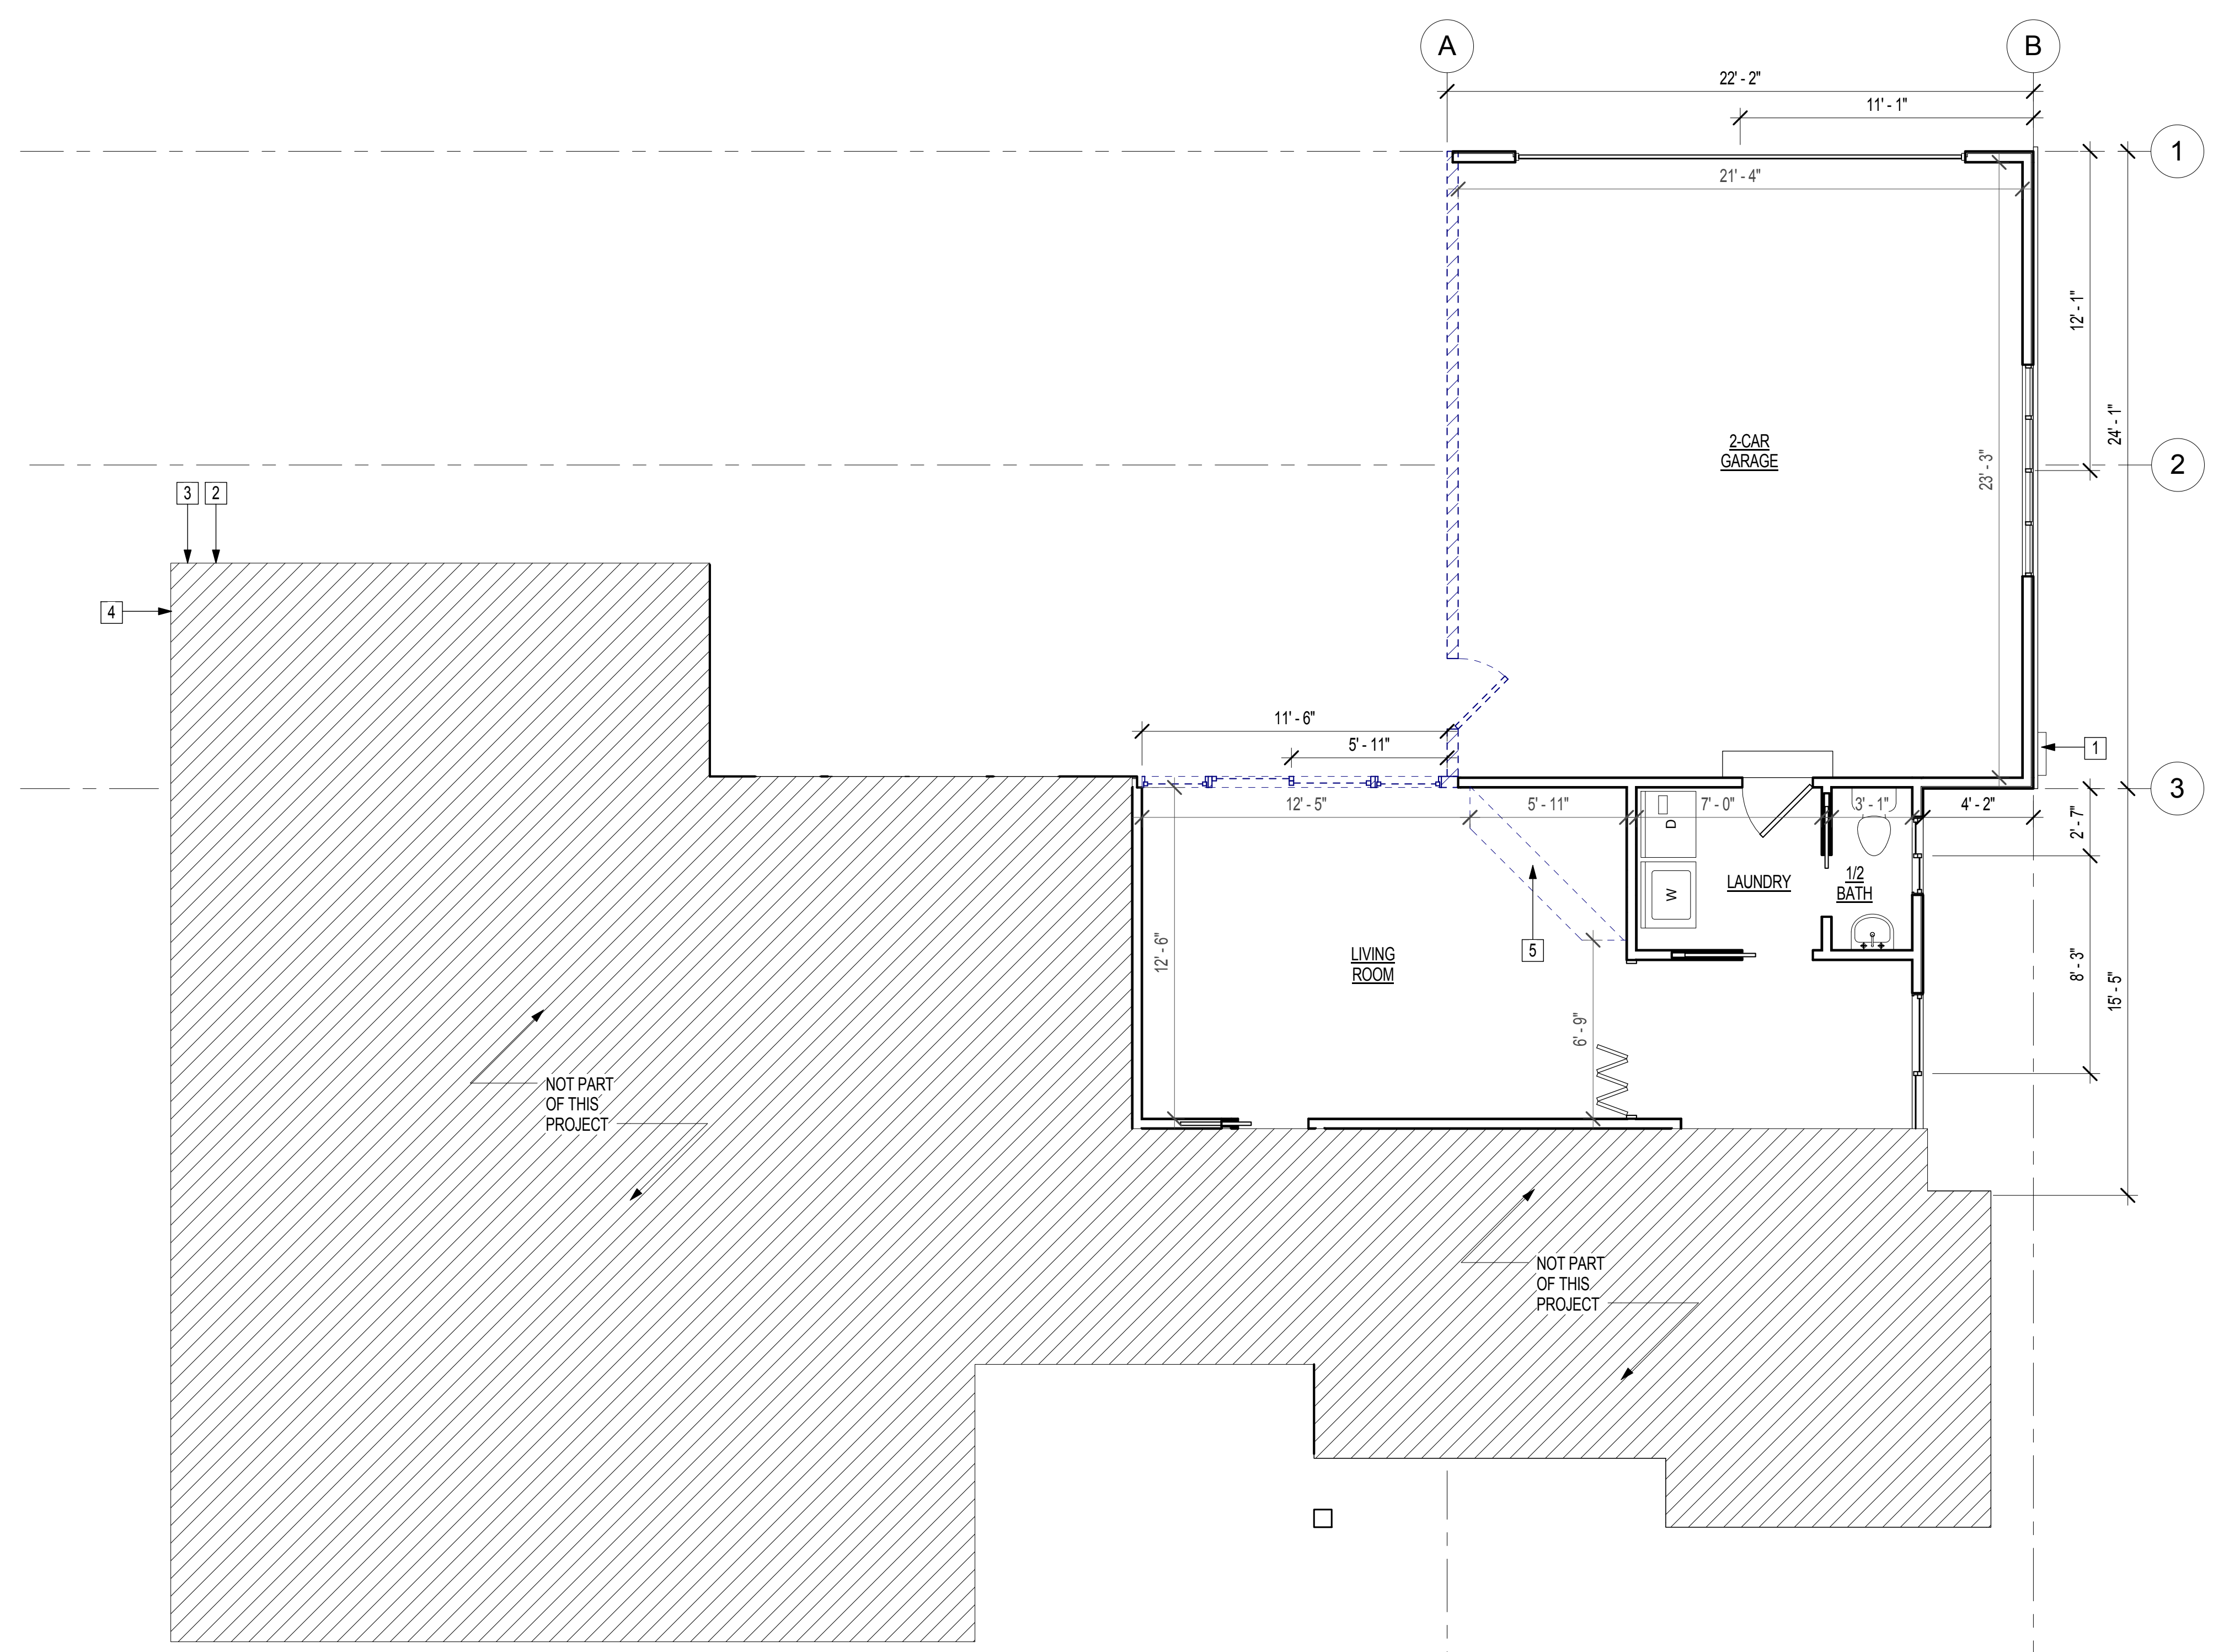 A
B
22' - 2"
11' - 1"
1
21' - 4"
12' - 1"
24' - 1"
2-CAR
GARAGE
23' - 3"
2
3
2
4
11' - 6"
5' - 11"
1
3
12' - 5"
5' - 11"
7' - 0"
3' - 1"
4' - 2"
2' - 7"
D
W
LAUNDRY
1/2
BATH
5
LIVING
ROOM
12' - 6"
6' - 9"
8' - 3"
15' - 5"
NOT PART
OF THIS
PROJECT
NOT PART
OF THIS
PROJECT